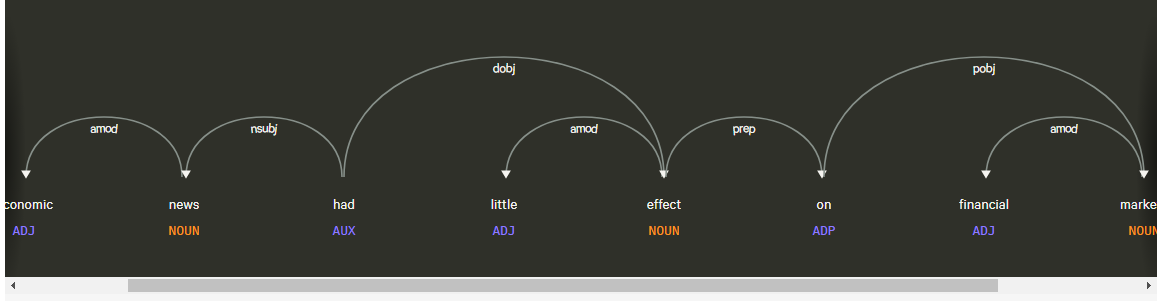 dobj pobj
amod nsubj amod prep amod
conomic news had little effect on financial marke
ADJ NOUN AUX ADJ NOUN ADP ADJ NOUN